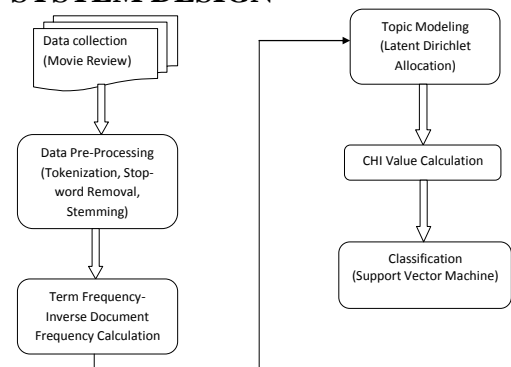 SYSTEM DESIGN
Data collection
(Movie Review)
Data Pre-Processing
(Tokenization, Stop-
word Removal,
Stemming)
Term Frequency-
Inverse Document
Frequency Calculation
Topic Modeling
(Latent Dirichlet
Allocation)
CHI Value Calculation
Classification
(Support Vector Machine)